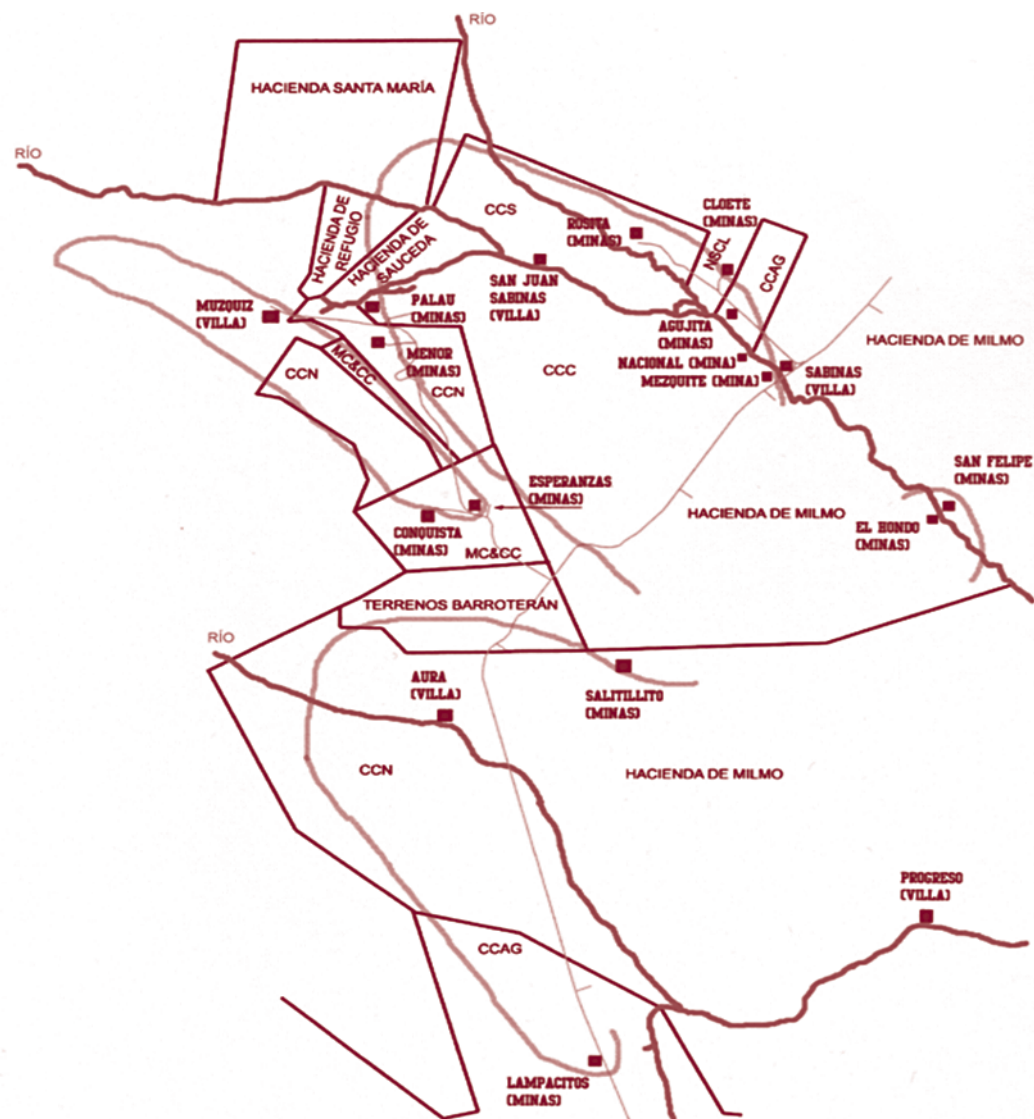 RÍO
HACIENDA SANTA MARÍA
RÍO
HACIENDA DE
REFUGIO
HACIENDA DE
SAUCEDA
CCS
ROSITA
(MINAS)
CLOETE
(MINAS)
NSCL
CCAG
MUZQUIZ
(VILLA)
PALAU
(MINAS)
SAN JUAN
SABINAS
(VILLA)
AGUJITA
(MINAS)
NACIONAL (MINA)
MEZQUITE (MINA)
SABINAS
(VILLA)
HACIENDA DE MILMO
MENOR
(MINAS)
MC&CC
CCN
CCN
CCC
SAN FELIPE
(MINAS)
EL HONDO
(MINAS)
ESPERANZAS
(MINAS)
HACIENDA DE MILMO
CONQUISTA
(MINAS)
MC&CC
TERRENOS BARROTERÁN
RÍO
AURA
(VILLA)
SALITILLITO
(MINAS)
CCN
HACIENDA DE MILMO
PROGRESO
(VILLA)
CCAG
LAMPACITOS
(MINAS)